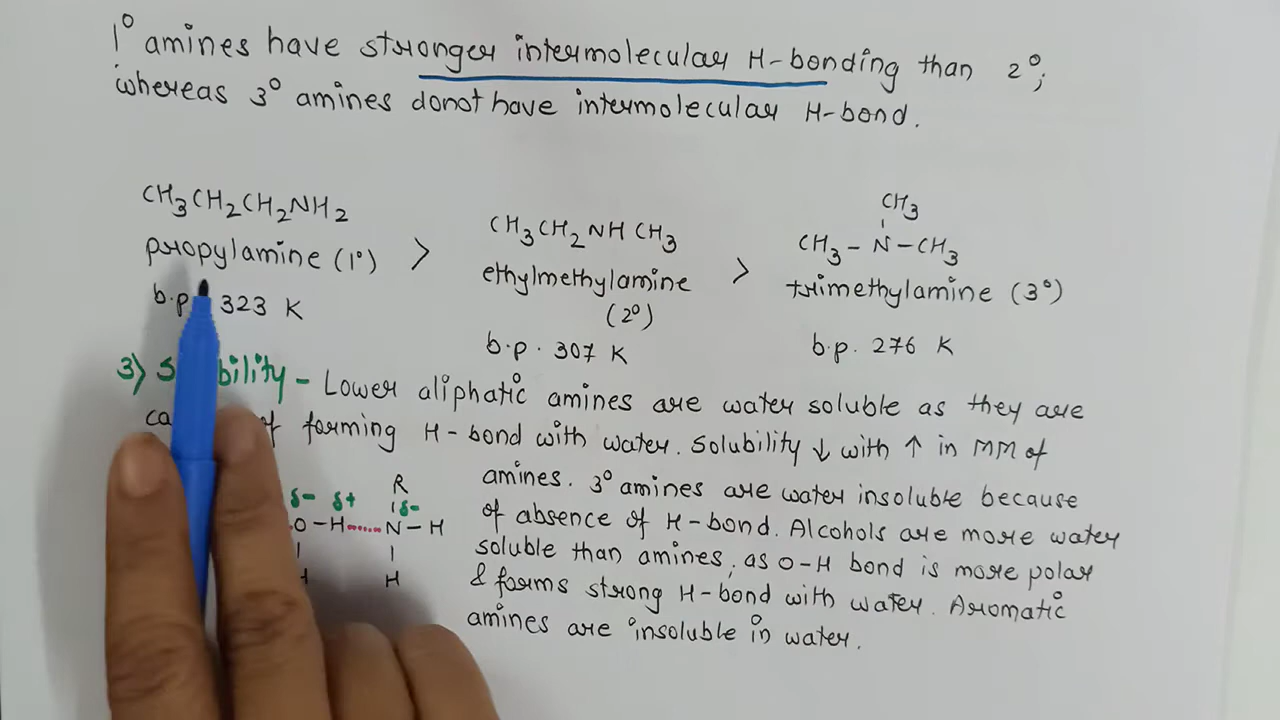 1° amines have stronger intermolecular H-bonding than 2°;
whereas 3° amines donot have intermolecular H-bond.
CH₃CH₂CH₂NH₂
propylamine (1°)
b.p. 323 K
>
CH₃CH₂NHCH₃
ethylmethylamine
(2°)
b.p. 307 K
>
CH₃
CH₃-N-CH₃
trimethylamine (3°)
b.p. 276 K
3) bility - Lower aliphatic amines are water soluble as they are
of forming H-bond with water. Solubility ↓ with ↑ in MM of
amines. 3° amines are water insoluble because
of absence of H-bond. Alcohols are more water
soluble than amines, as O-H bond is more polar
& forms strong H-bond with water. Aromatic
amines are insoluble in water.
R
δ- δ+ δ-
O-H......N-H
H